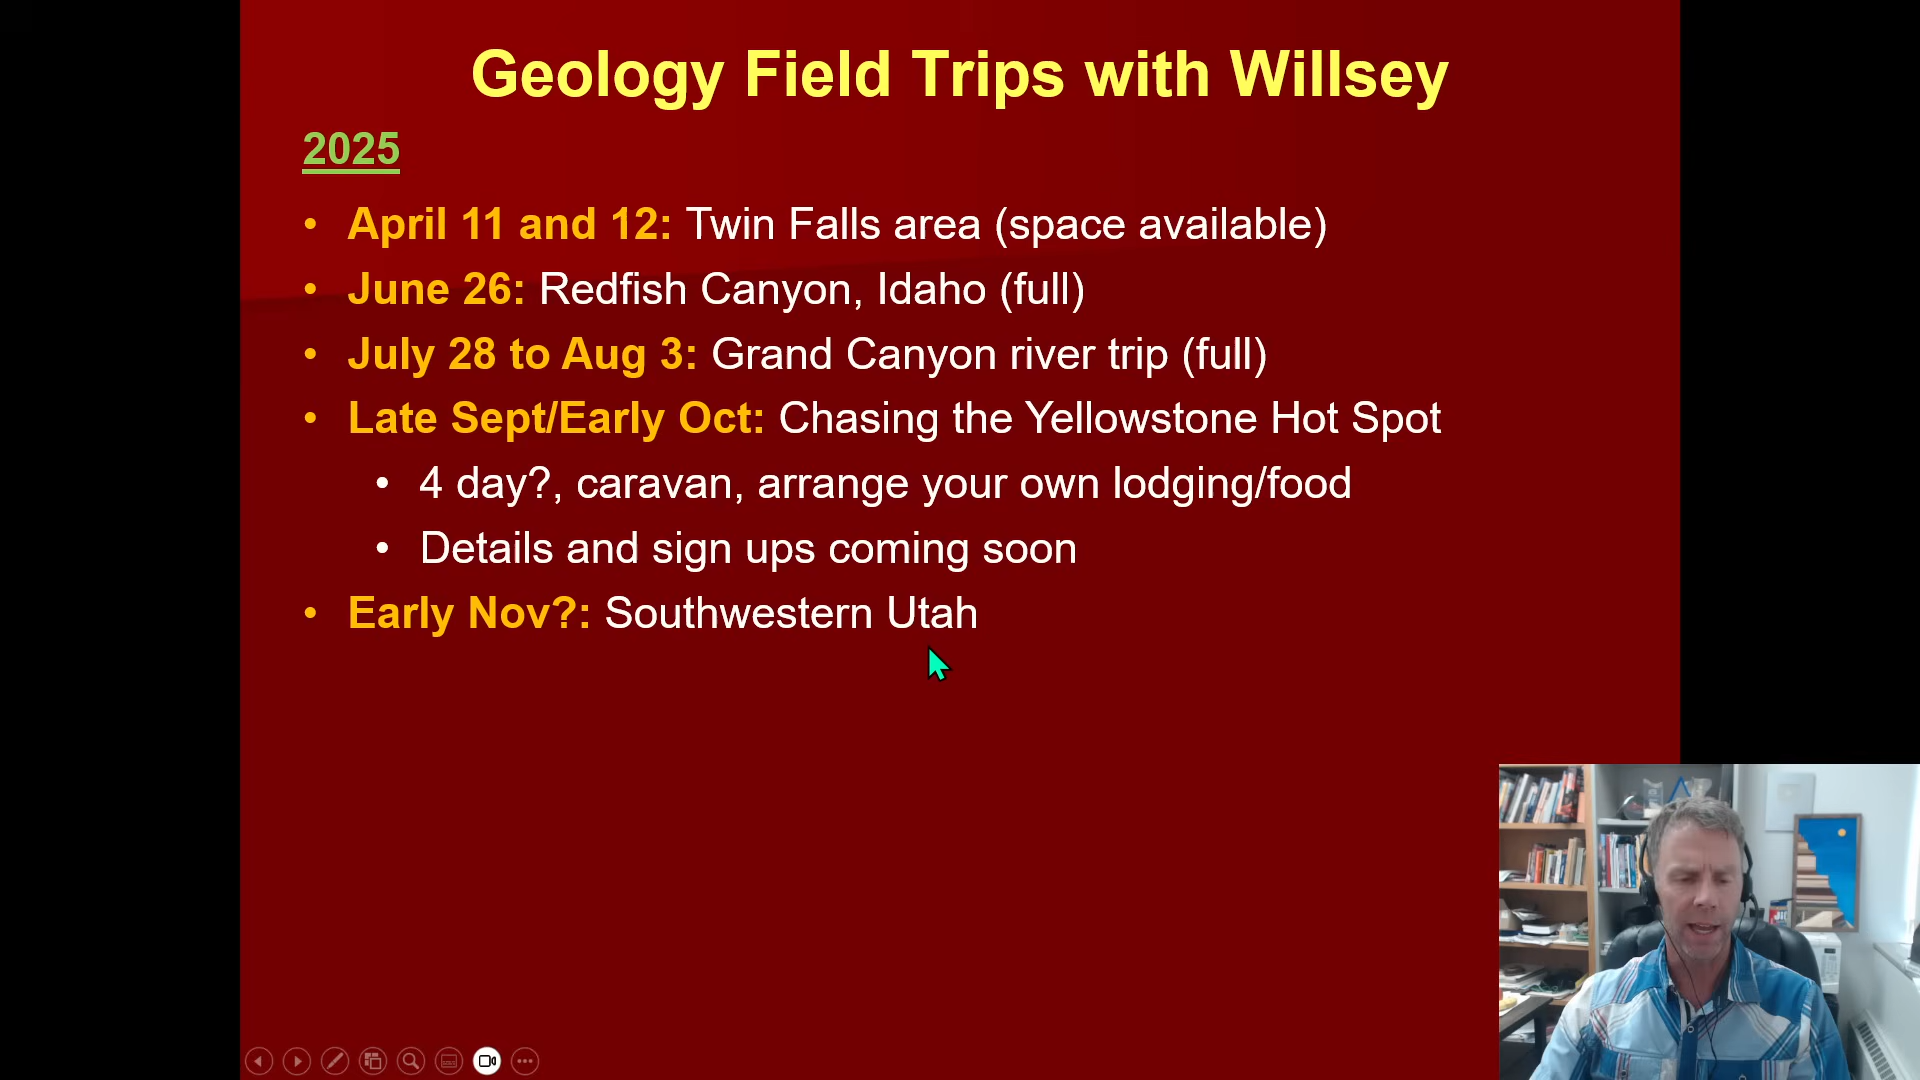 Geology Field Trips with Willsey
2025
• April 11 and 12: Twin Falls area (space available)
• June 26: Redfish Canyon, Idaho (full)
• July 28 to Aug 3: Grand Canyon river trip (full)
• Late Sept/Early Oct: Chasing the Yellowstone Hot Spot
• 4 day?, caravan, arrange your own lodging/food
• Details and sign ups coming soon
• Early Nov?: Southwestern Utah